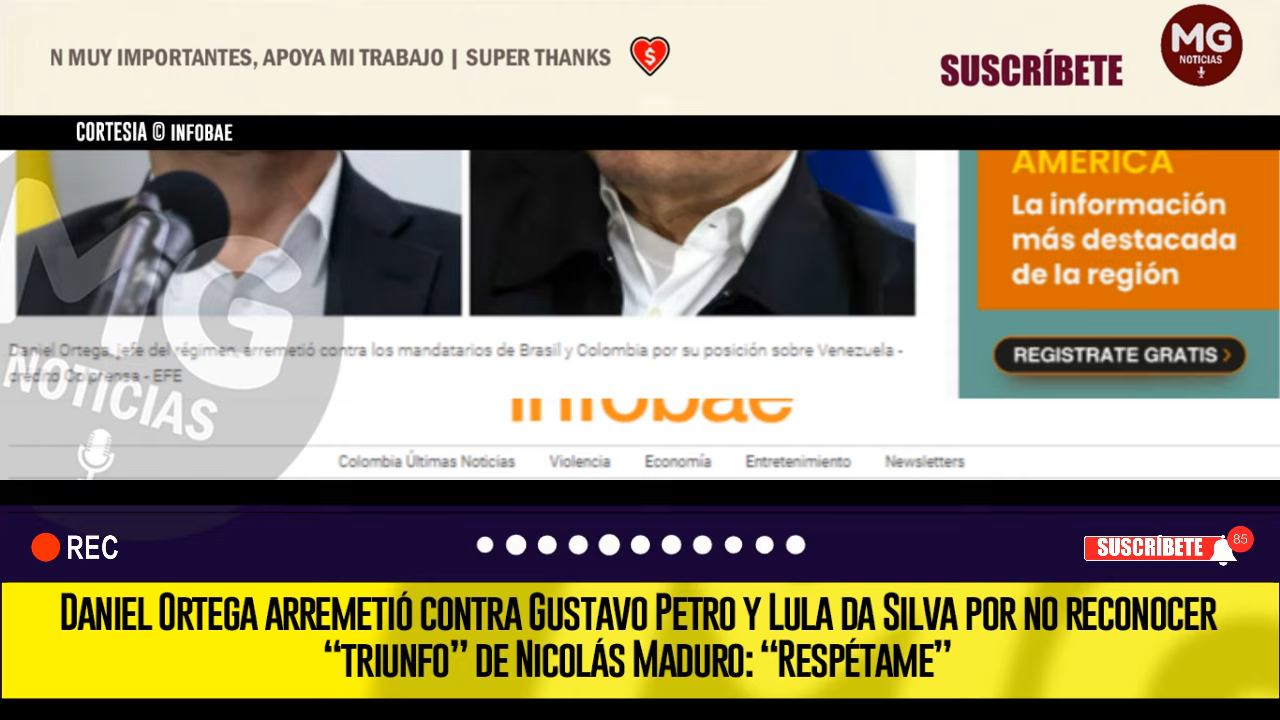 N MUY IMPORTANTES, APOYA MI TRABAJO | SUPER THANKS
$
SUSCRÍBETE
MG
NOTICIAS
CORTESIA © INFOBAE
AMÉRICA
La información
más destacada
de la región
REGISTRATE GRATIS
MG
NOTICIAS
Daniel Ortega, jefe del régimen, arremetió contra los mandatarios de Brasil y Colombia por su posición sobre Venezuela -
crédito Colprensa - EFE
infobae
Colombia Últimas Noticias Violencia Economía Entretenimiento Newsletters
REC
SUSCRÍBETE
85
DANIEL ORTEGA ARREMETIÓ CONTRA GUSTAVO PETRO Y LULA DA SILVA POR NO RECONOCER
“TRIUNFO” DE NICOLÁS MADURO: “RESPÉTAME”